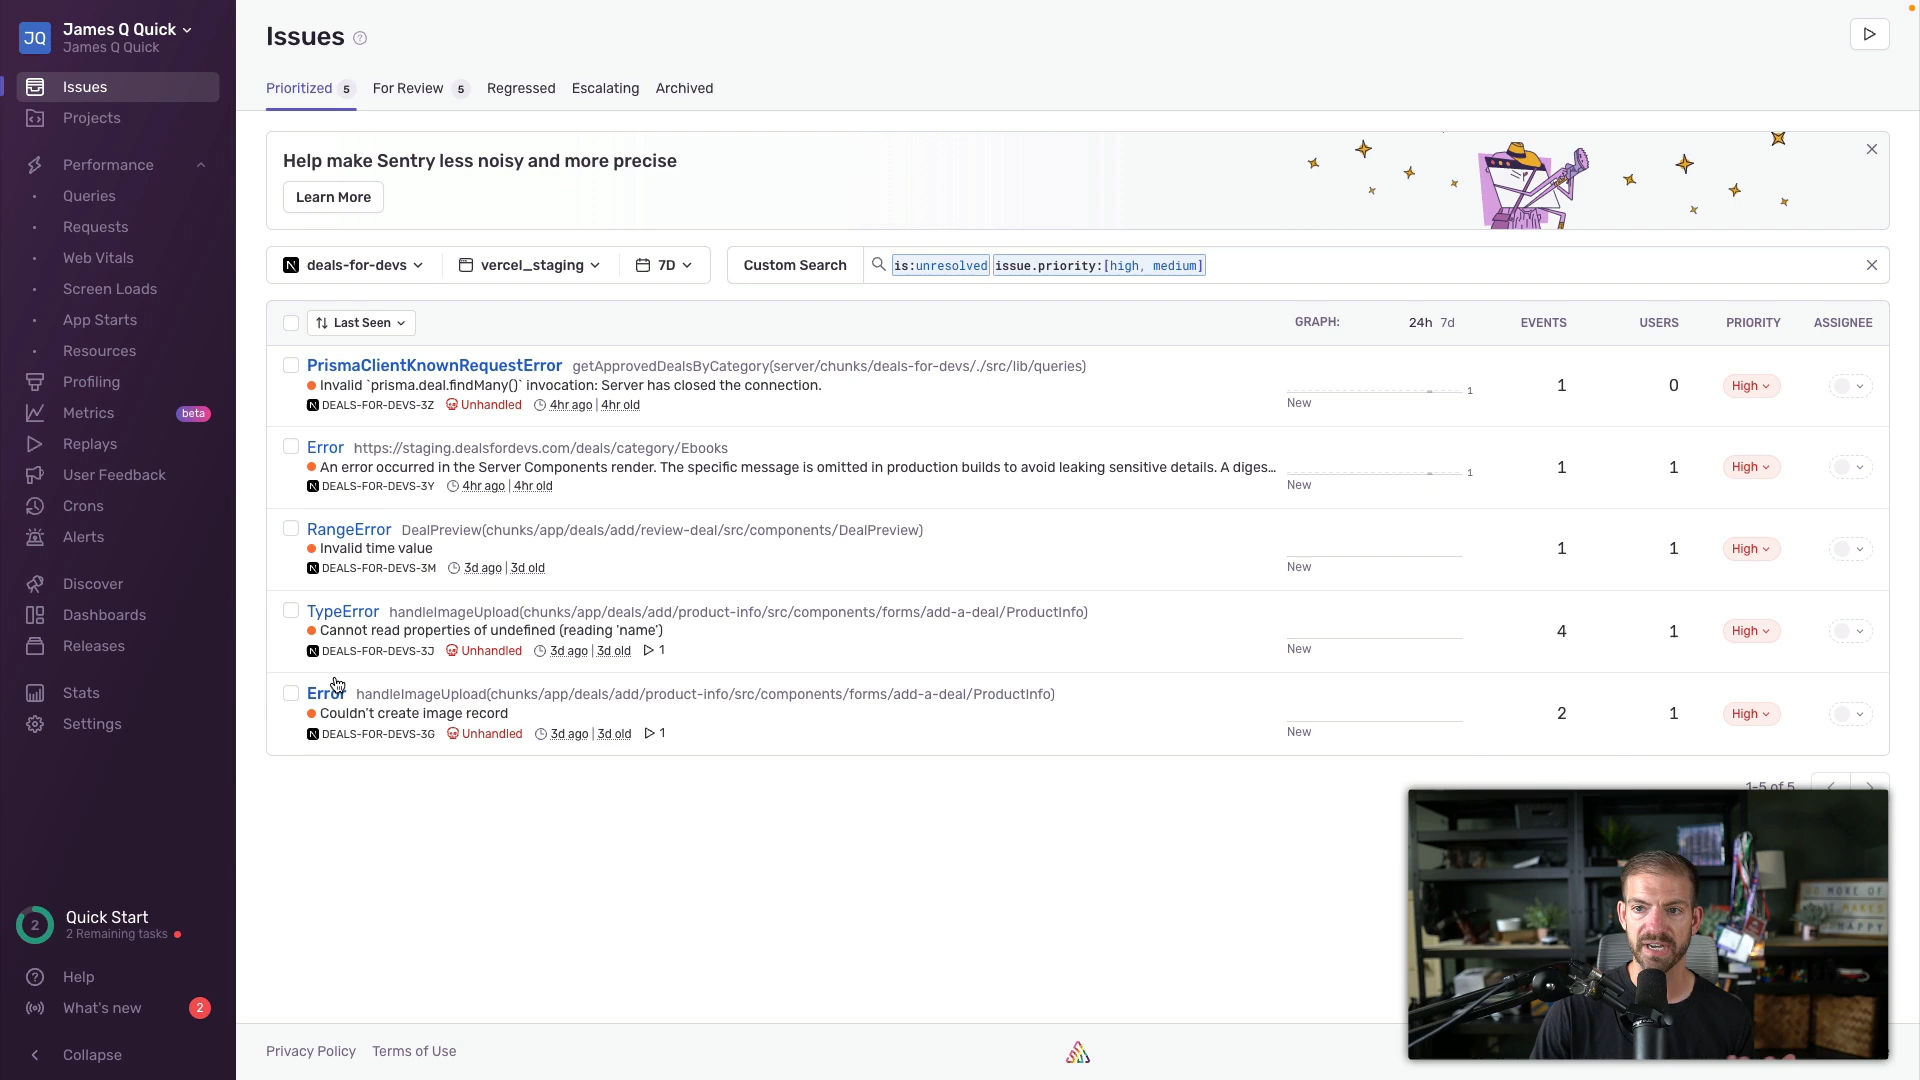 JQ
James Q Quick
James Q Quick
Issues
Projects
Performance
Queries
Requests
Web Vitals
Screen Loads
App Starts
Resources
Profiling
Metrics beta
Replays
User Feedback
Crons
Alerts
Discover
Dashboards
Releases
Stats
Settings
2
Quick Start
2 Remaining tasks
Help
What's new 2
Collapse
Issues ?
Prioritized 5 For Review 5 Regressed Escalating Archived
Help make Sentry less noisy and more precise
Learn More
N deals-for-devs vercel_staging 7D Custom Search is:unresolved issue.priority:[high, medium]
Last Seen GRAPH: 24h 7d EVENTS USERS PRIORITY ASSIGNEE
PrismaClientKnownRequestError getApprovedDealsByCategory(server/chunks/deals-for-devs/./src/lib/queries)
Invalid `prisma.deal.findMany()` invocation: Server has closed the connection.
N DEALS-FOR-DEVS-3Z Unhandled 4hr ago | 4hr old
1
New
1 0 High
Error https://staging.dealsfordevs.com/deals/category/Ebooks
An error occurred in the Server Components render. The specific message is omitted in production builds to avoid leaking sensitive details. A diges...
N DEALS-FOR-DEVS-3Y 4hr ago | 4hr old
1
New
1 1 High
RangeError DealPreview(chunks/app/deals/add/review-deal/src/components/DealPreview)
Invalid time value
N DEALS-FOR-DEVS-3M 3d ago | 3d old
New
1 1 High
TypeError handleImageUpload(chunks/app/deals/add/product-info/src/components/forms/add-a-deal/ProductInfo)
Cannot read properties of undefined (reading 'name')
N DEALS-FOR-DEVS-3J Unhandled 3d ago | 3d old 1
New
4 1 High
Error handleImageUpload(chunks/app/deals/add/product-info/src/components/forms/add-a-deal/ProductInfo)
Couldn't create image record
N DEALS-FOR-DEVS-3G Unhandled 3d ago | 3d old 1
New
2 1 High
1-5 of 5
MORE OF
MAKES
HAPPY
Privacy Policy Terms of Use